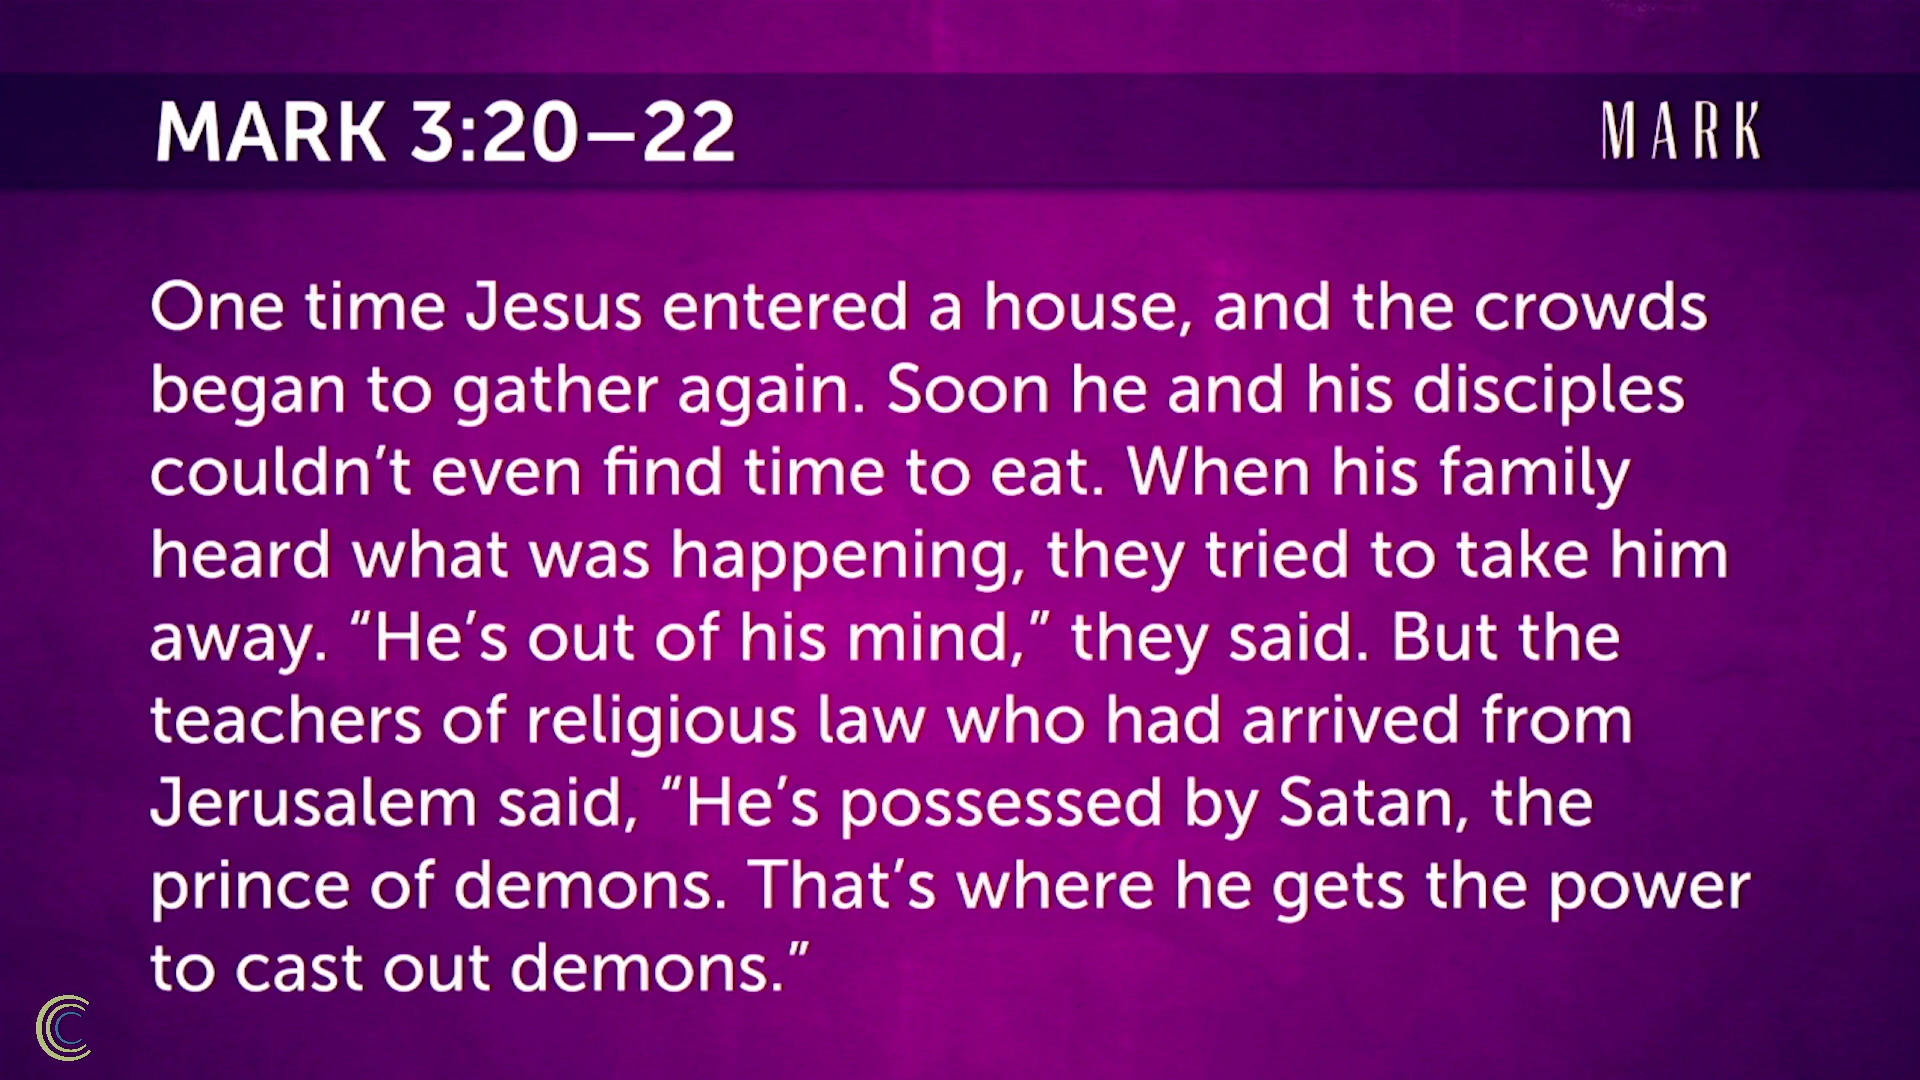 MARK 3:20–22
MARK
One time Jesus entered a house, and the crowds
began to gather again. Soon he and his disciples
couldn’t even find time to eat. When his family
heard what was happening, they tried to take him
away. “He’s out of his mind,” they said. But the
teachers of religious law who had arrived from
Jerusalem said, “He’s possessed by Satan, the
prince of demons. That’s where he gets the power
to cast out demons.”